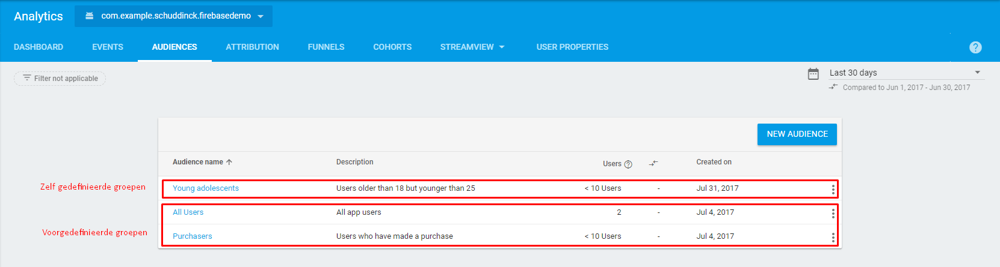 Analytics com.example.schuddinck.firebasedemo
DASHBOARD EVENTS AUDIENCES ATTRIBUTION FUNNELS COHORTS STREAMVIEW USER PROPERTIES ?
Filter not applicable
Last 30 days
Compared to Jun 1, 2017 - Jun 30, 2017
NEW AUDIENCE
Audience name Description Users ? Created on
Zelf gedefinieerde groepen
Young adolescents Users older than 18 but younger than 25 < 10 Users - Jul 31, 2017
All Users All app users 2 - Jul 4, 2017
Voorgedefinieerde groepen
Purchasers Users who have made a purchase < 10 Users - Jul 4, 2017